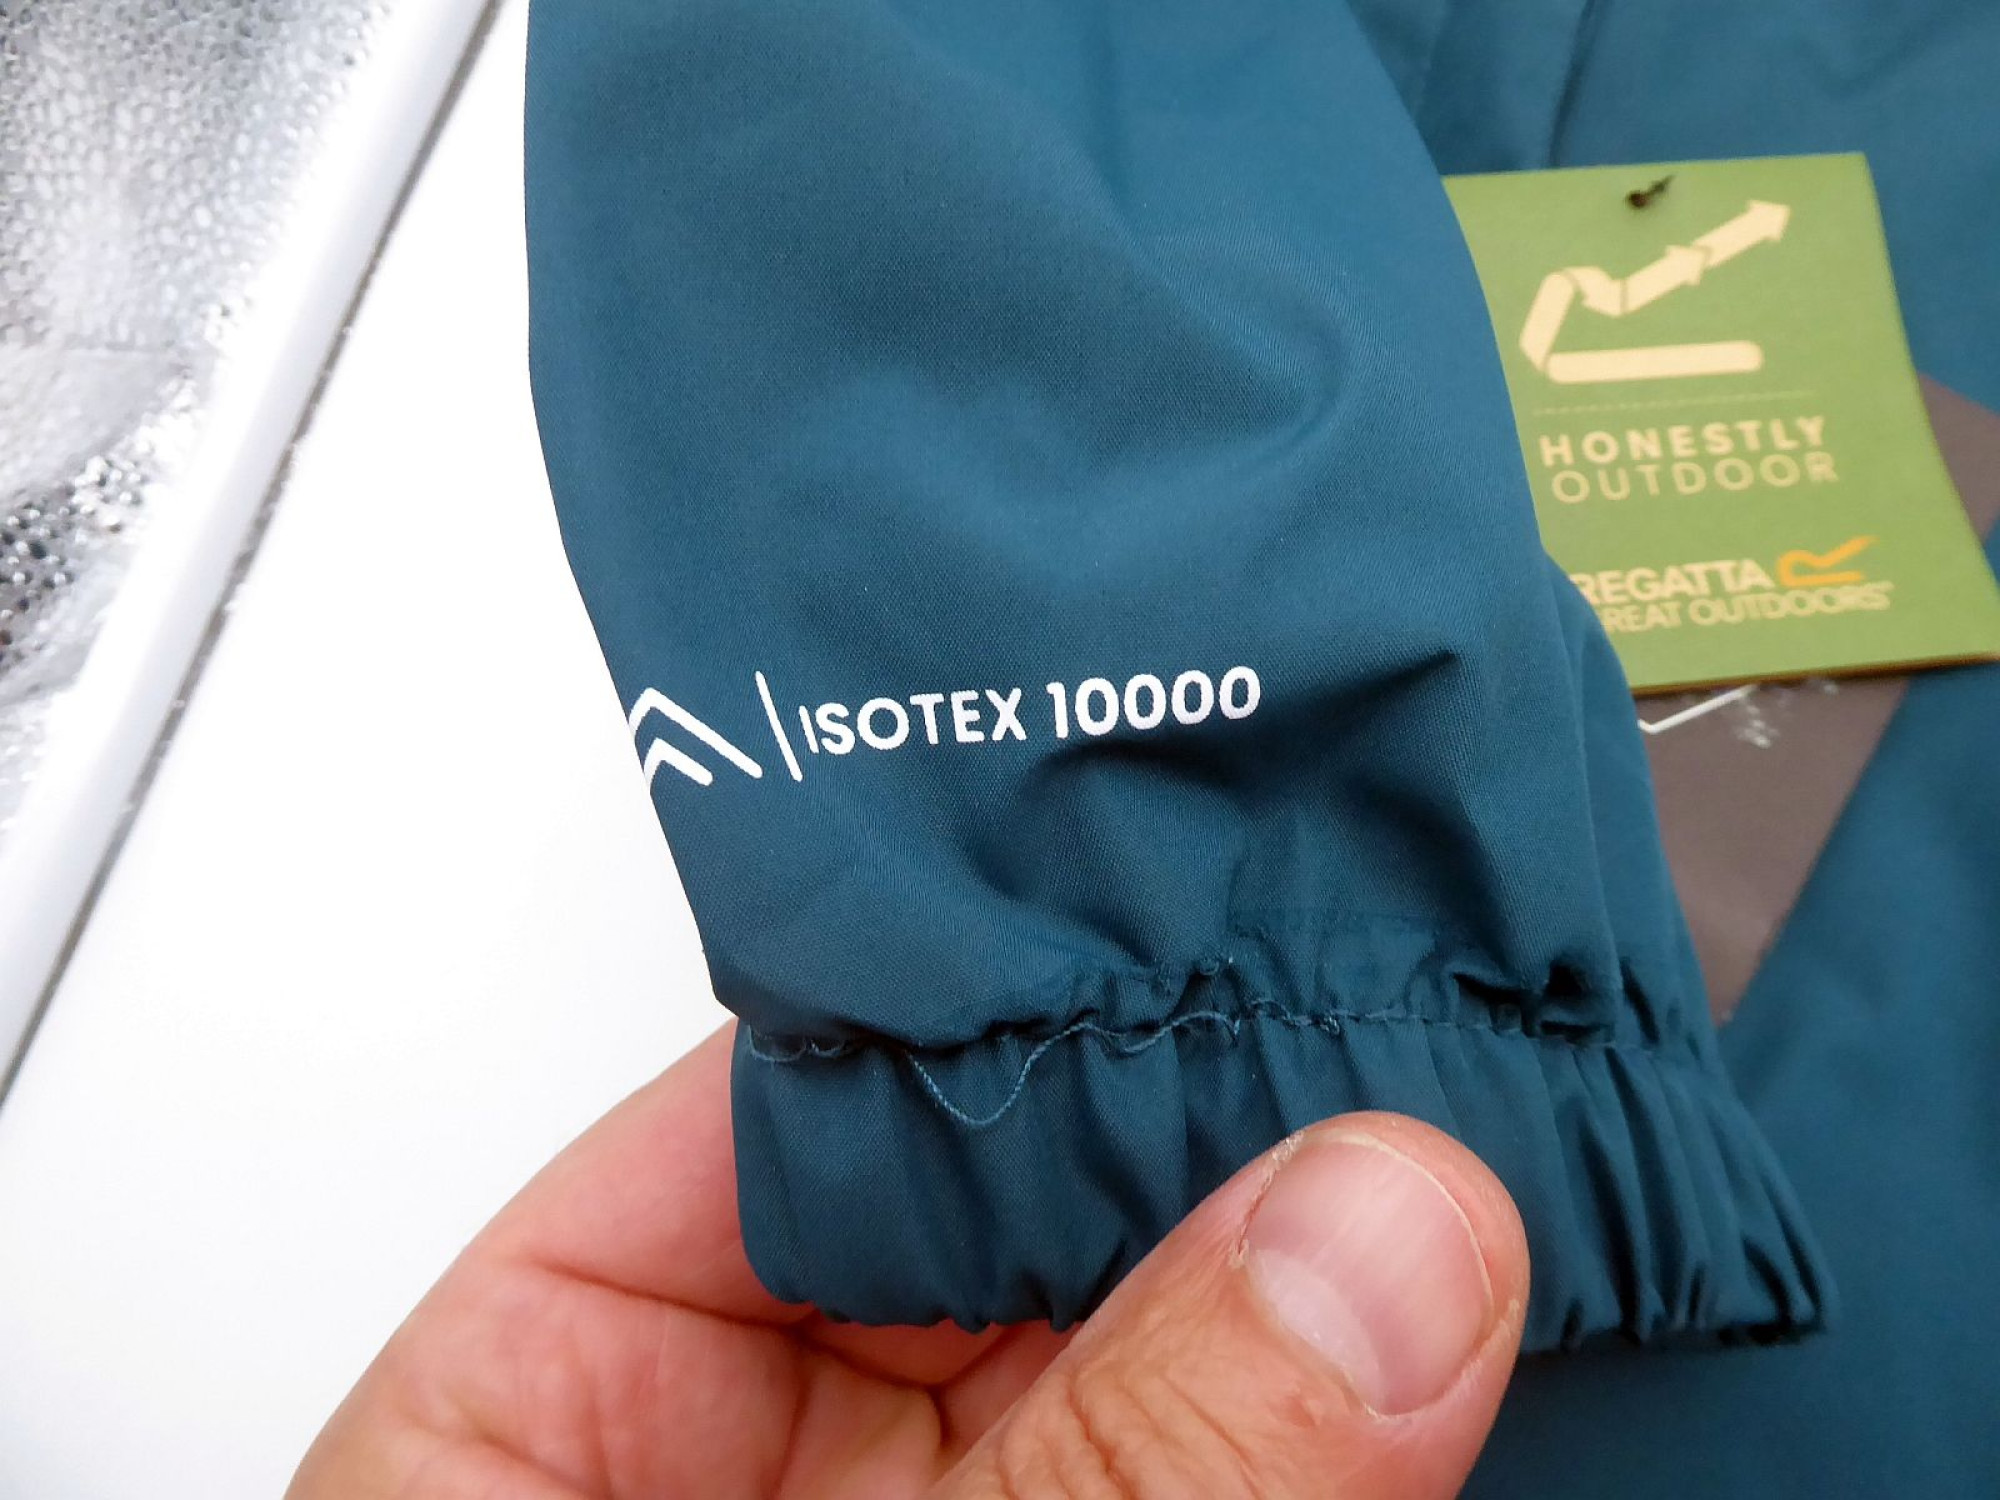 ISOTEX 10000
HONESTLY
OUTDOOR
REGATTA
GREAT OUTDOORS